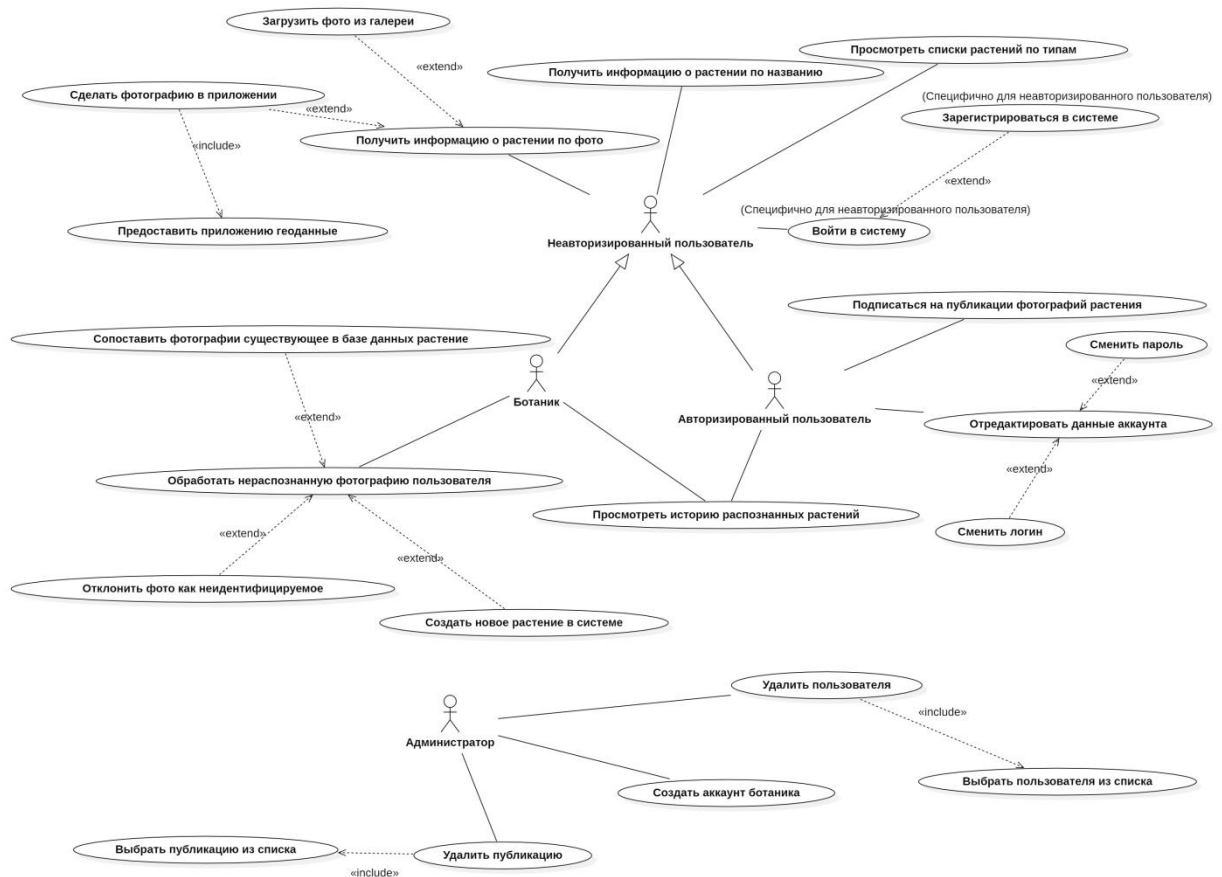 Загрузить фото из галереи
Просмотреть списки растений по типам
«extend»
Получить информацию о растении по названию
Сделать фотографию в приложении
(Специфично для неавторизированного пользователя)
«extend»
Зарегистрироваться в системе
Получить информацию о растении по фото
«include»
«extend»
(Специфично для неавторизированного пользователя)
Предоставить приложению геоданные
Войти в систему
Неавторизированный пользователь
Подписаться на публикации фотографий растения
Сопоставить фотографии существующее в базе данных растение
Сменить пароль
«extend»
Ботаник
«extend»
Авторизированный пользователь
Отредактировать данные аккаунта
«extend»
Обработать нераспознанную фотографию пользователя
Просмотреть историю распознанных растений
«extend»
Сменить логин
«extend»
Отклонить фото как неидентифицируемое
Создать новое растение в системе
Удалить пользователя
«include»
Администратор
Выбрать пользователя из списка
Создать аккаунт ботаника
Выбрать публикацию из списка
Удалить публикацию
«include»